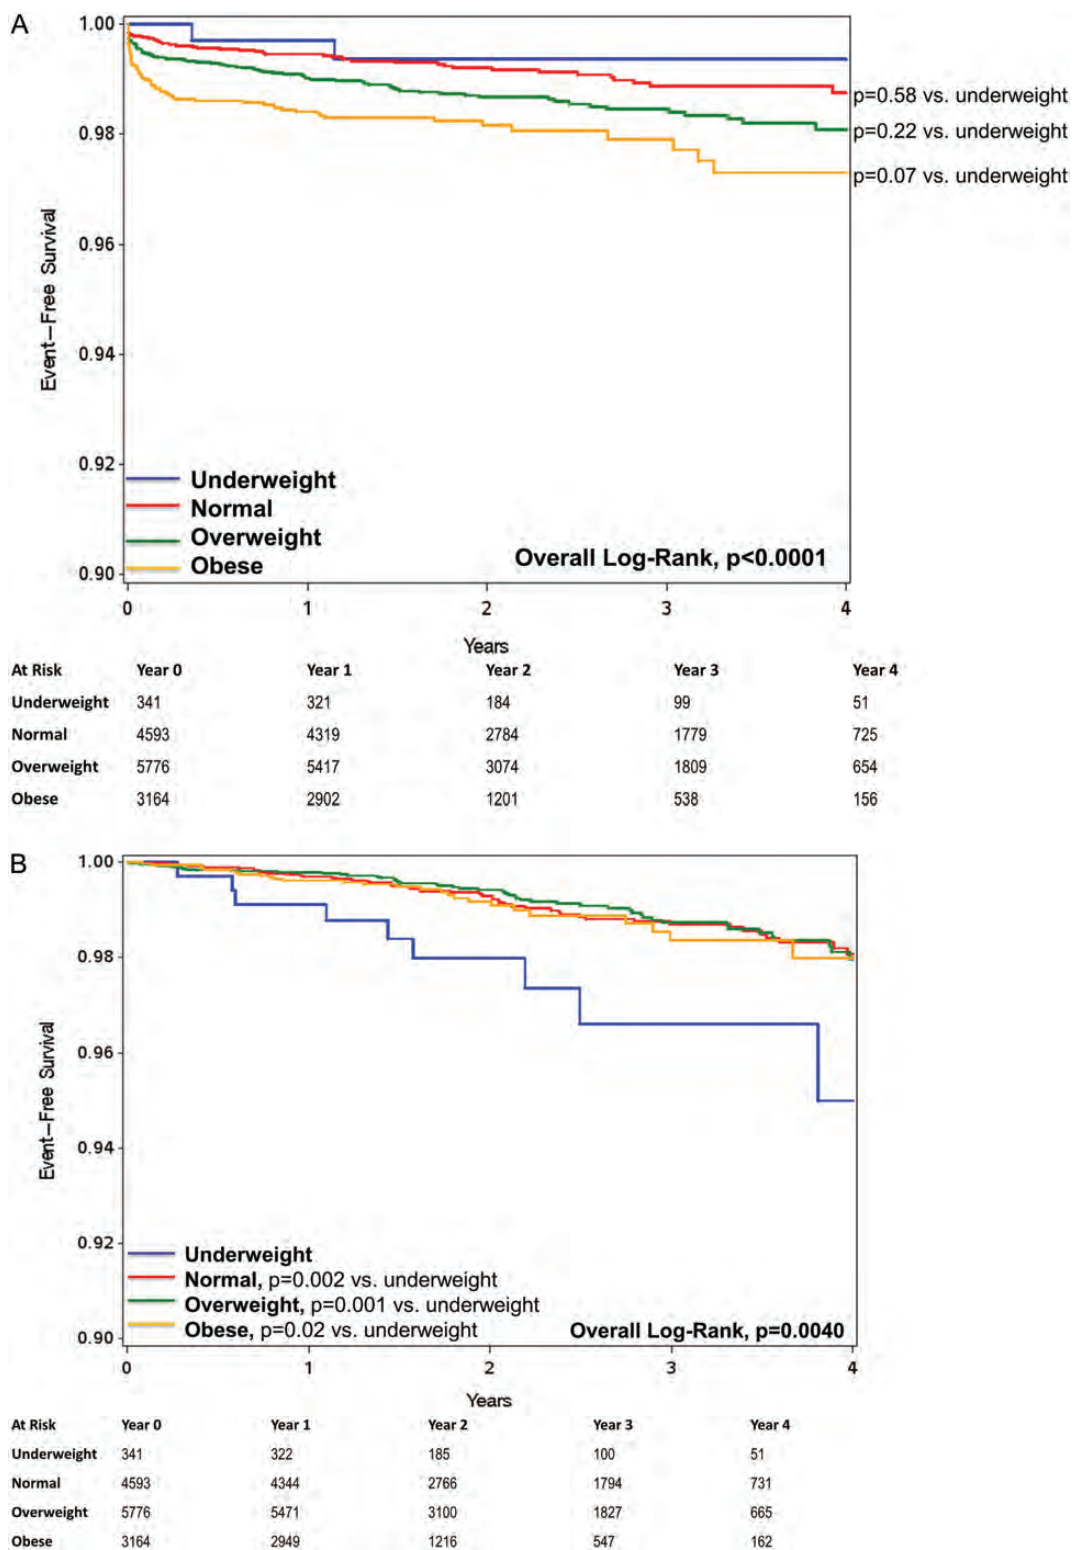 A
1.00
0.98
0.96
0.94
0.92
0.90
Event-Free Survival
p=0.58 vs. underweight
p=0.22 vs. underweight
p=0.07 vs. underweight
Underweight
Normal
Overweight
Obese
Overall Log-Rank, p<0.0001
0 1 2 3 4
Years
At Risk Year 0 Year 1 Year 2 Year 3 Year 4
Underweight 341 321 184 99 51
Normal 4593 4319 2784 1779 725
Overweight 5776 5417 3074 1809 654
Obese 3164 2902 1201 538 156
B
1.00
0.98
0.96
0.94
0.92
0.90
Event-Free Survival
Underweight
Normal, p=0.002 vs. underweight
Overweight, p=0.001 vs. underweight
Obese, p=0.02 vs. underweight
Overall Log-Rank, p=0.0040
0 1 2 3 4
Years
At Risk Year 0 Year 1 Year 2 Year 3 Year 4
Underweight 341 322 185 100 51
Normal 4593 4344 2766 1794 731
Overweight 5776 5471 3100 1827 665
Obese 3164 2949 1216 547 162